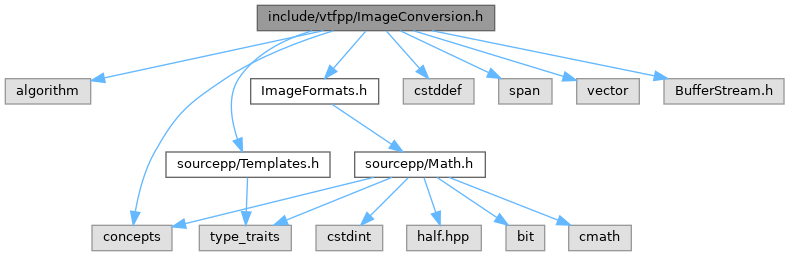 include/vtfpp/ImageConversion.h
algorithm
ImageFormats.h
cstddef
span
vector
BufferStream.h
sourcepp/Templates.h
sourcepp/Math.h
concepts
type_traits
cstdint
half.hpp
bit
cmath